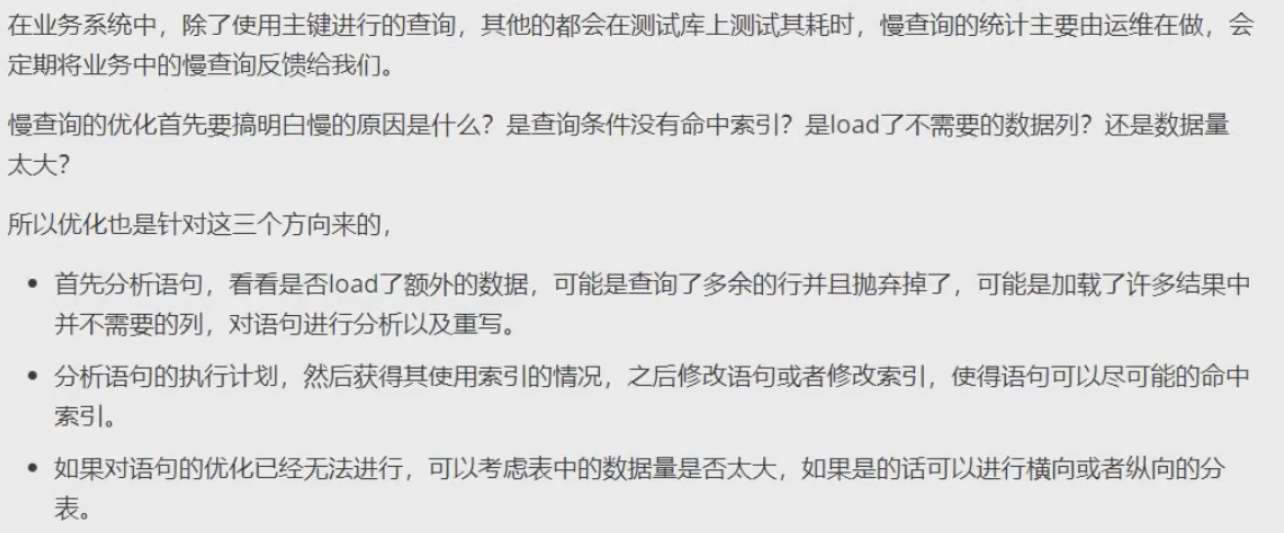 在业务系统中，除了使用主键进行的查询，其他的都会在测试库上测试其耗时，慢查询的统计主要由运维在做，会
定期将业务中的慢查询反馈给我们。
慢查询的优化首先要搞明白慢的原因是什么？是查询条件没有命中索引？是load了不需要的数据列？还是数据量
太大？
所以优化也是针对这三个方向来的，
• 首先分析语句，看看是否load了额外的数据，可能是查询了多余的行并且抛弃掉了，可能是加载了许多结果中
并不需要的列，对语句进行分析以及重写。
• 分析语句的执行计划，然后获得其使用索引的情况，之后修改语句或者修改索引，使得语句可以尽可能的命中
索引。
• 如果对语句的优化已经无法进行，可以考虑表中的数据量是否太大，如果是的话可以进行横向或者纵向的分
表。